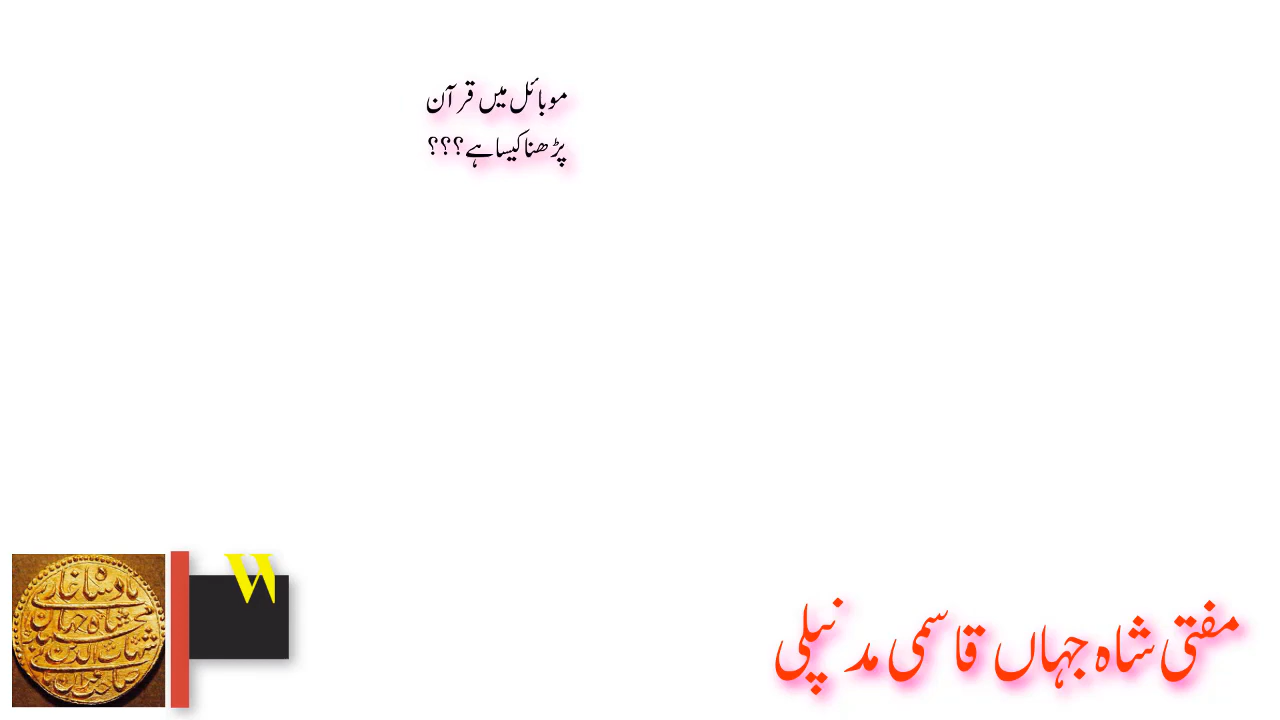 موبائل میں قرآن
پڑھنا کیسا ہے؟؟؟
W
مفتی شاہ جہاں قاسمی مدنپلی